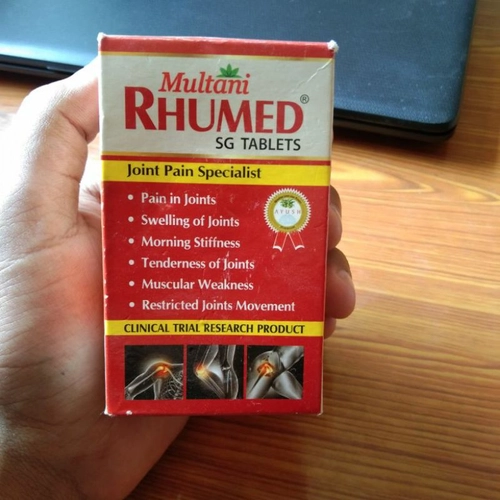 Multani
RHUMED®
SG TABLETS
Joint Pain Specialist
• Pain in Joints
• Swelling of Joints
• Morning Stiffness
• Tenderness of Joints
• Muscular Weakness
• Restricted Joints Movement
AYUSH
CLINICAL TRIAL RESEARCH PRODUCT